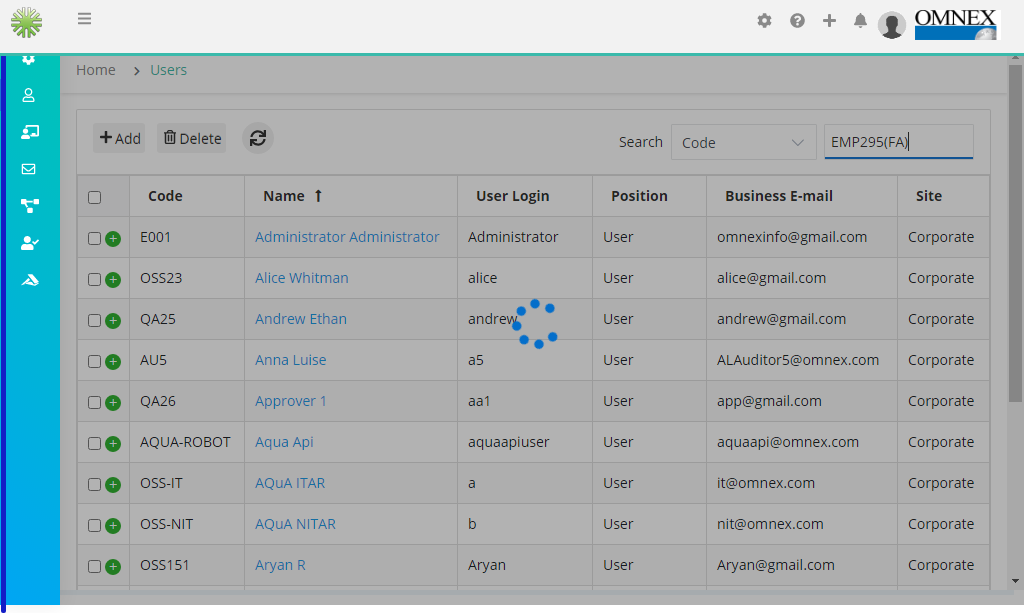 OMNEX
Home > Users
Add Delete Search Code EMP295(FA)
Code Name ↑ User Login Position Business E-mail Site
E001 Administrator Administrator Administrator User omnexinfo@gmail.com Corporate
OSS23 Alice Whitman alice User alice@gmail.com Corporate
QA25 Andrew Ethan andrew User andrew@gmail.com Corporate
AU5 Anna Luise a5 User ALAuditor5@omnex.com Corporate
QA26 Approver 1 aa1 User app@gmail.com Corporate
AQUA-ROBOT Aqua Api aquaapiuser User aquaapi@omnex.com Corporate
OSS-IT AQuA ITAR a User it@omnex.com Corporate
OSS-NIT AQuA NITAR b User nit@omnex.com Corporate
OSS151 Aryan R Aryan User Aryan@gmail.com Corporate